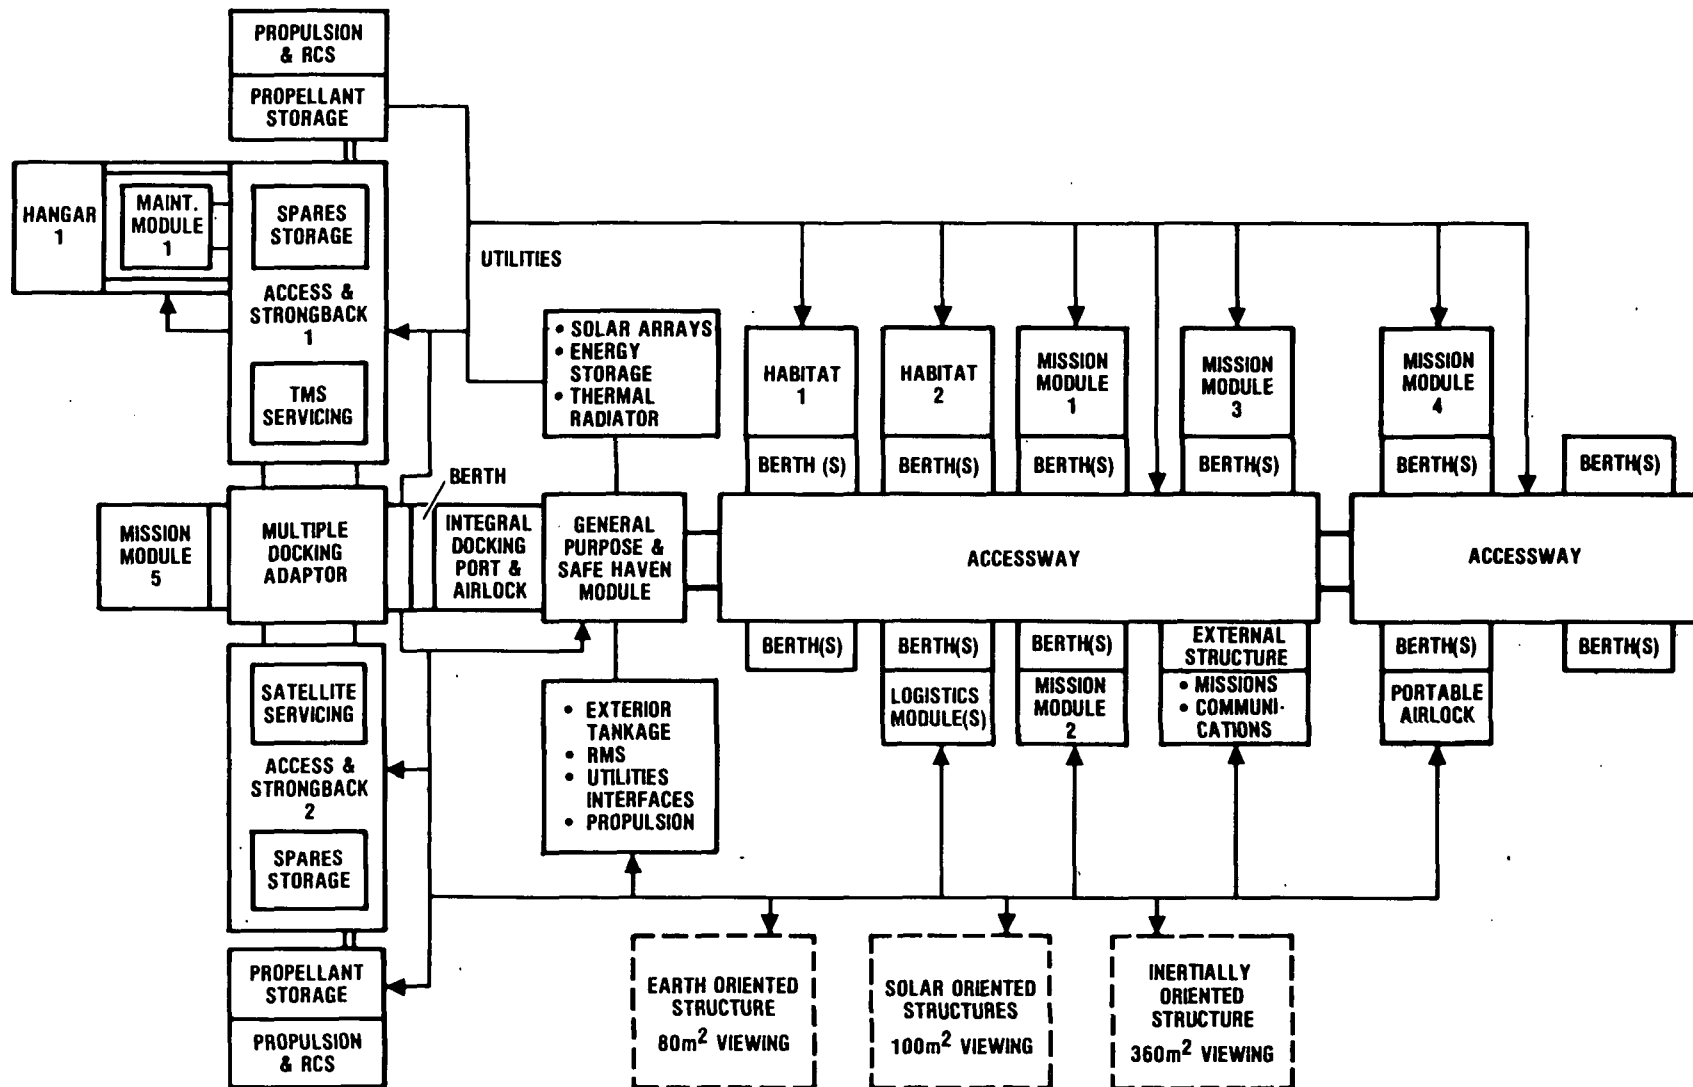 PROPULSION
& RCS
PROPELLANT
STORAGE
HANGAR
1
MAINT.
MODULE
1
SPARES
STORAGE
ACCESS &
STRONGBACK
1
TMS
SERVICING
UTILITIES
• SOLAR ARRAYS
• ENERGY
STORAGE
• THERMAL
RADIATOR
HABITAT
1
HABITAT
2
MISSION
MODULE
1
MISSION
MODULE
3
MISSION
MODULE
4
BERTH (S)
BERTH(S)
BERTH(S)
BERTH(S)
BERTH(S)
BERTH(S)
BERTH
MISSION
MODULE
5
MULTIPLE
DOCKING
ADAPTOR
INTEGRAL
DOCKING
PORT &
AIRLOCK
GENERAL
PURPOSE &
SAFE HAVEN
MODULE
ACCESSWAY
ACCESSWAY
BERTH(S)
BERTH(S)
BERTH(S)
EXTERNAL
STRUCTURE
BERTH(S)
BERTH(S)
LOGISTICS
MODULE(S)
MISSION
MODULE
2
• MISSIONS
• COMMUNI-
CATIONS
PORTABLE
AIRLOCK
SATELLITE
SERVICING
ACCESS &
STRONGBACK
2
SPARES
STORAGE
• EXTERIOR
TANKAGE
• RMS
• UTILITIES
INTERFACES
• PROPULSION
PROPELLANT
STORAGE
PROPULSION
& RCS
EARTH ORIENTED
STRUCTURE
80m² VIEWING
SOLAR ORIENTED
STRUCTURES
100m² VIEWING
INERTIALLY
ORIENTED
STRUCTURE
360m² VIEWING